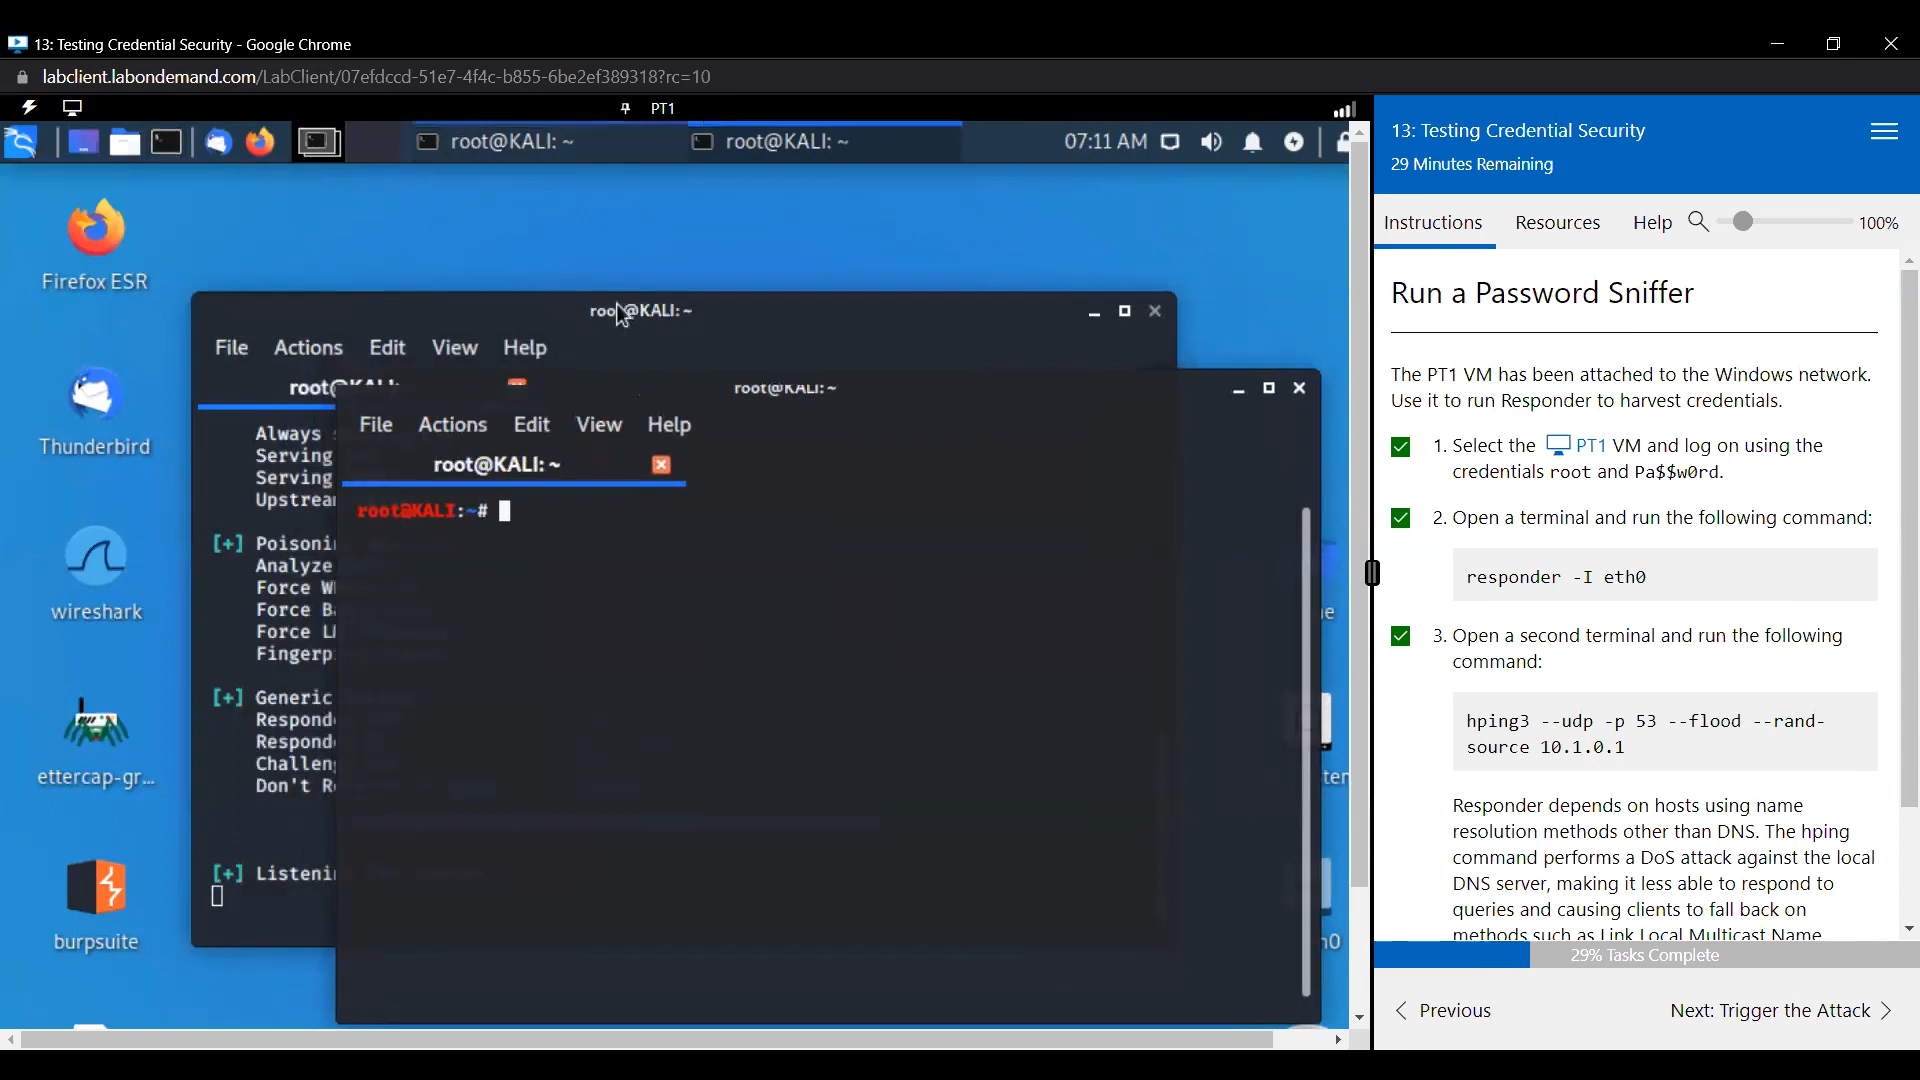 13: Testing Credential Security - Google Chrome
labclient.labondemand.com/LabClient/07efdccd-51e7-4f4c-b855-6be2ef389318?rc=10
PT1
root@KALI: ~
root@KALI: ~
07:11 AM
Firefox ESR
Thunderbird
wireshark
ettercap-gr...
burpsuite
root@KALI: ~
File Actions Edit View Help
Always
Serving
Serving
[+]
Analyze
Force
Force
Force
[+] Generic
Don't
[+]
root@KALI: ~
File Actions Edit View Help
root@KALI: ~
root@KALI:~#
13: Testing Credential Security
29 Minutes Remaining
Instructions Resources Help 100%
Run a Password Sniffer
The PT1 VM has been attached to the Windows network.
Use it to run Responder to harvest credentials.
1. Select the PT1 VM and log on using the
credentials root and Pa$$w0rd.
2. Open a terminal and run the following command:
responder -I eth0
3. Open a second terminal and run the following
command:
hping3 --udp -p 53 --flood --rand-
source 10.1.0.1
Responder depends on hosts using name
resolution methods other than DNS. The hping
command performs a DoS attack against the local
DNS server, making it less able to respond to
queries and causing clients to fall back on
methods such as Link Local Multicast Name
29% Tasks Complete
Previous
Next: Trigger the Attack